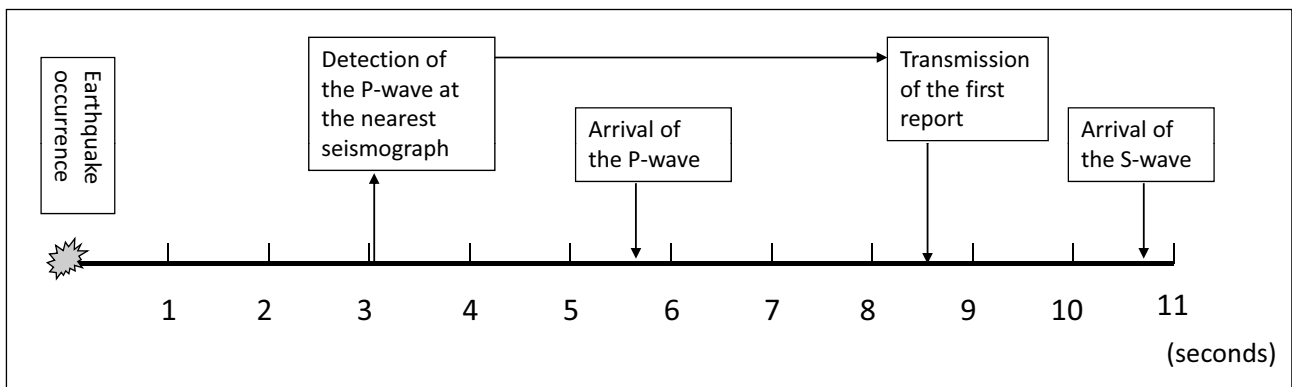 Earthquake
occurrence
Detection of
the P-wave at
the nearest
seismograph
Arrival of
the P-wave
Transmission
of the first
report
Arrival of
the S-wave
1 2 3 4 5 6 7 8 9 10 11
(seconds)